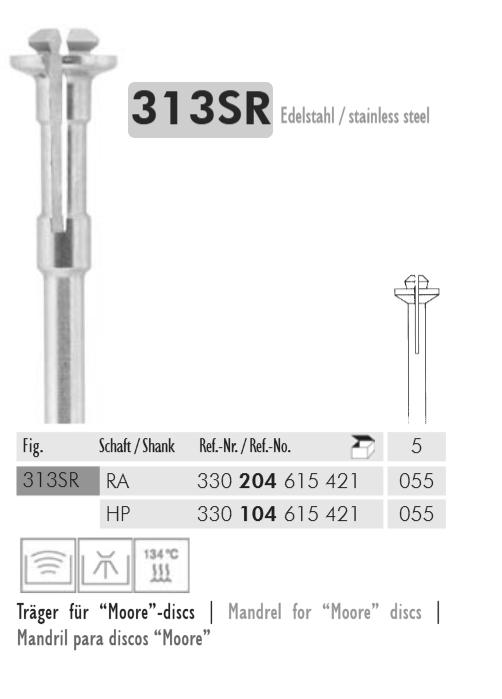 313SR Edelstahl / stainless steel
Fig. Schaft / Shank Ref.-Nr. / Ref.-No. 5
313SR RA 330 204 615 421 055
HP 330 104 615 421 055
134°C
Träger für “Moore”-discs | Mandrel for “Moore” discs |
Mandril para discos “Moore”